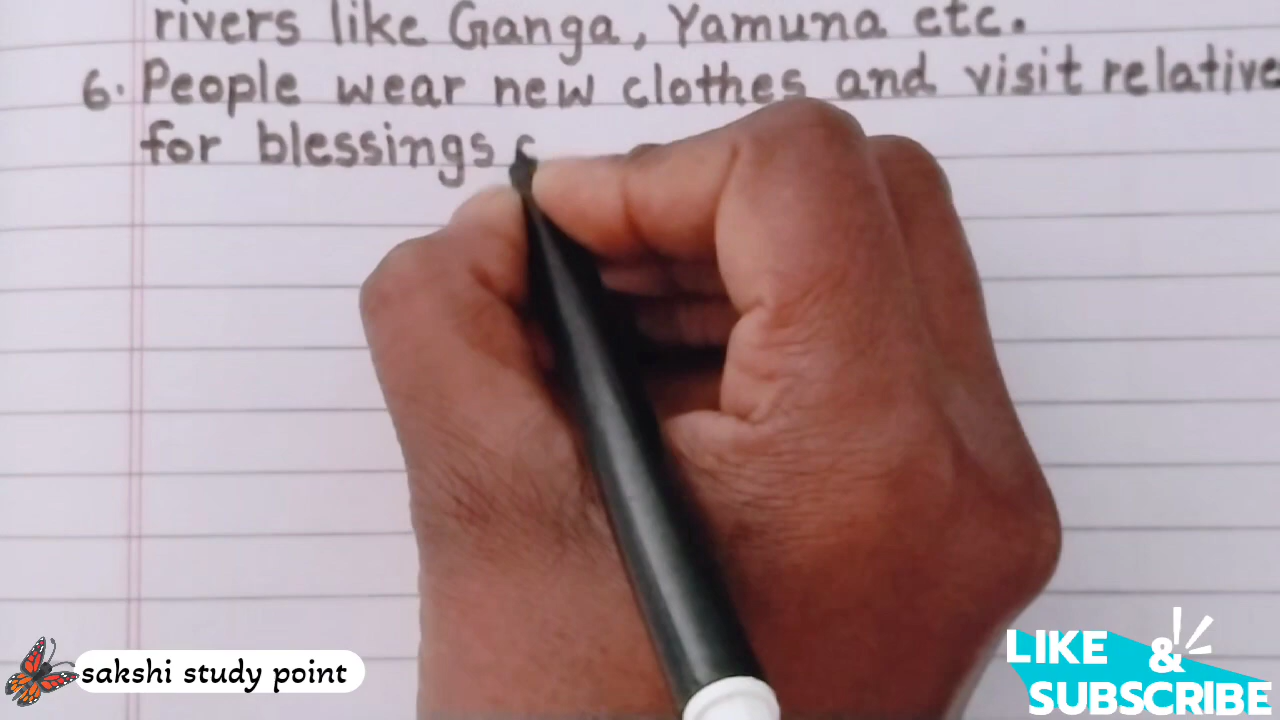 rivers like Ganga, Yamuna etc.
6. People wear new clothes and visit relative
for blessings
sakshi study point
LIKE &
SUBSCRIBE